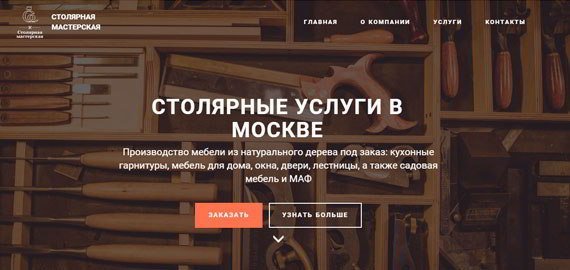 СТОЛЯРНАЯ
МАСТЕРСКАЯ
Столярная
мастерская
ГЛАВНАЯ
О КОМПАНИИ
УСЛУГИ
КОНТАКТЫ
СТОЛЯРНЫЕ УСЛУГИ В
МОСКВЕ
Производство мебели из натурального дерева под заказ: кухонные
гарнитуры, мебель для дома, окна, двери, лестницы, а также садовая
мебель и МАФ
ЗАКАЗАТЬ
УЗНАТЬ БОЛЬШЕ